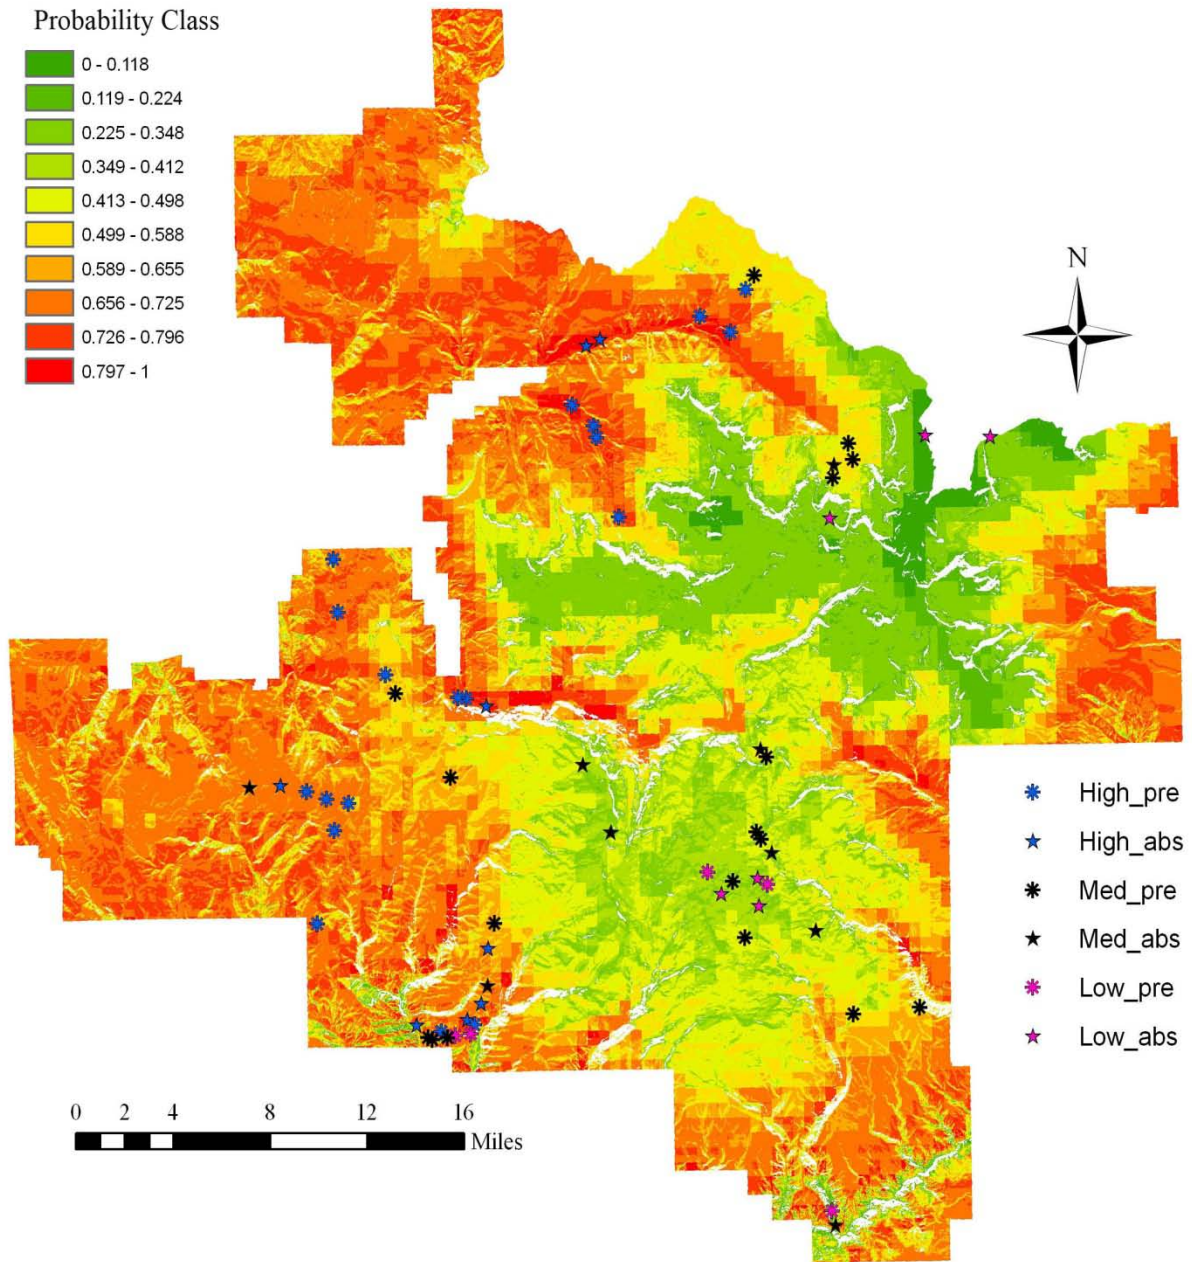 Probability Class
0 - 0.118
0.119 - 0.224
0.225 - 0.348
0.349 - 0.412
0.413 - 0.498
0.499 - 0.588
0.589 - 0.655
0.656 - 0.725
0.726 - 0.796
0.797 - 1
N
High_pre
High_abs
Med_pre
Med_abs
Low_pre
Low_abs
0 2 4 8 12 16
Miles